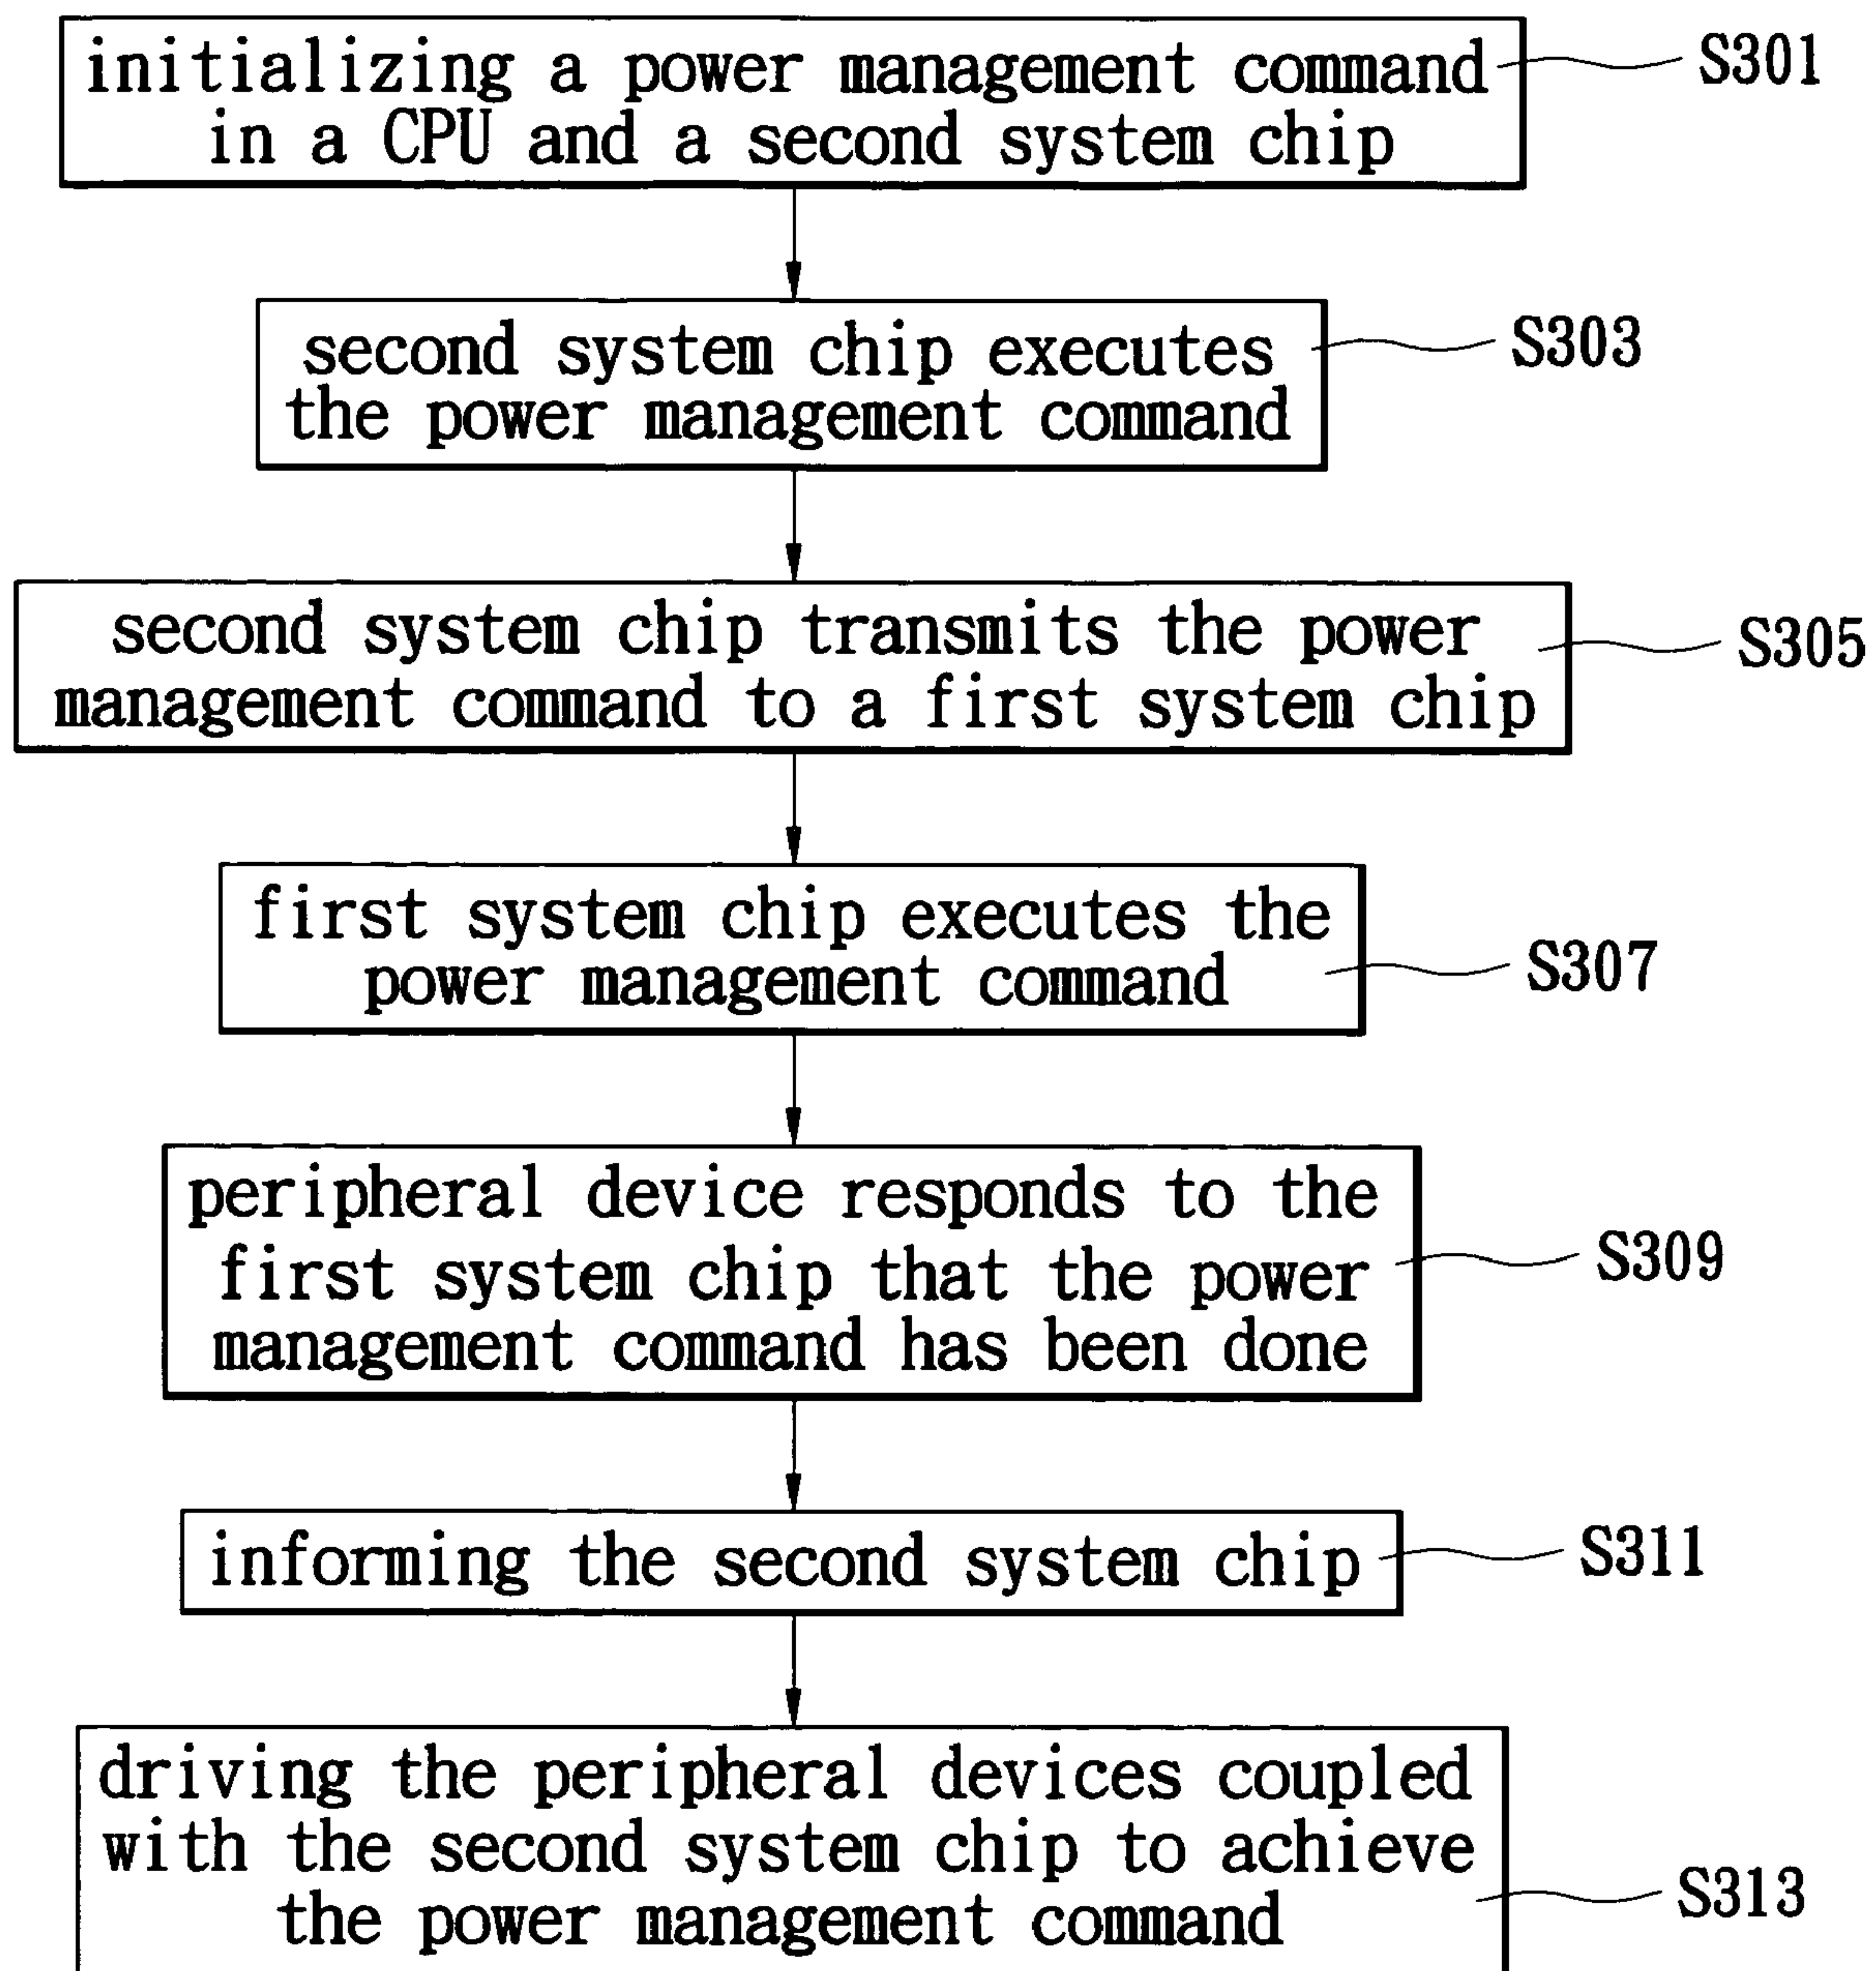 initializing a power management command
in a CPU and a second system chip
S301
second system chip executes
the power management command
S303
second system chip transmits the power
management command to a first system chip
S305
first system chip executes the
power management command
S307
peripheral device responds to the
first system chip that the power
management command has been done
S309
informing the second system chip
S311
driving the peripheral devices coupled
with the second system chip to achieve
the power management command
S313